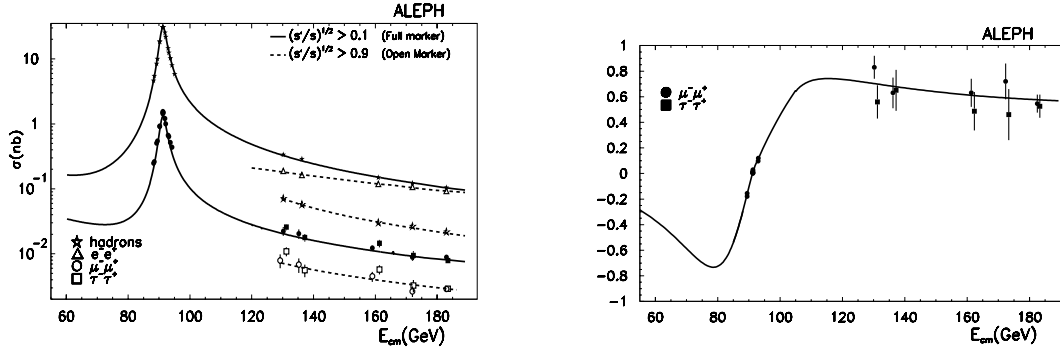 ALEPH
σ(nb)
10
1
10⁻¹
10⁻²
(s'/s)^1/2 > 0.1 (Full marker)
(s'/s)^1/2 > 0.9 (Open Marker)
hadrons
e⁻e⁺
μ⁻μ⁺
τ⁻τ⁺
60 80 100 120 140 160 180
E_cm(GeV)
ALEPH
1
0.8
0.6
0.4
0.2
0
-0.2
-0.4
-0.6
-0.8
-1
μ⁻μ⁺
τ⁻τ⁺
60 80 100 120 140 160 180
E_cm(GeV)